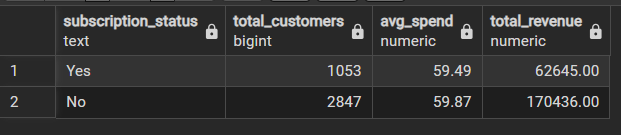 subscription_status total_customers avg_spend total_revenue
text bigint numeric numeric
1 Yes 1053 59.49 62645.00
2 No 2847 59.87 170436.00